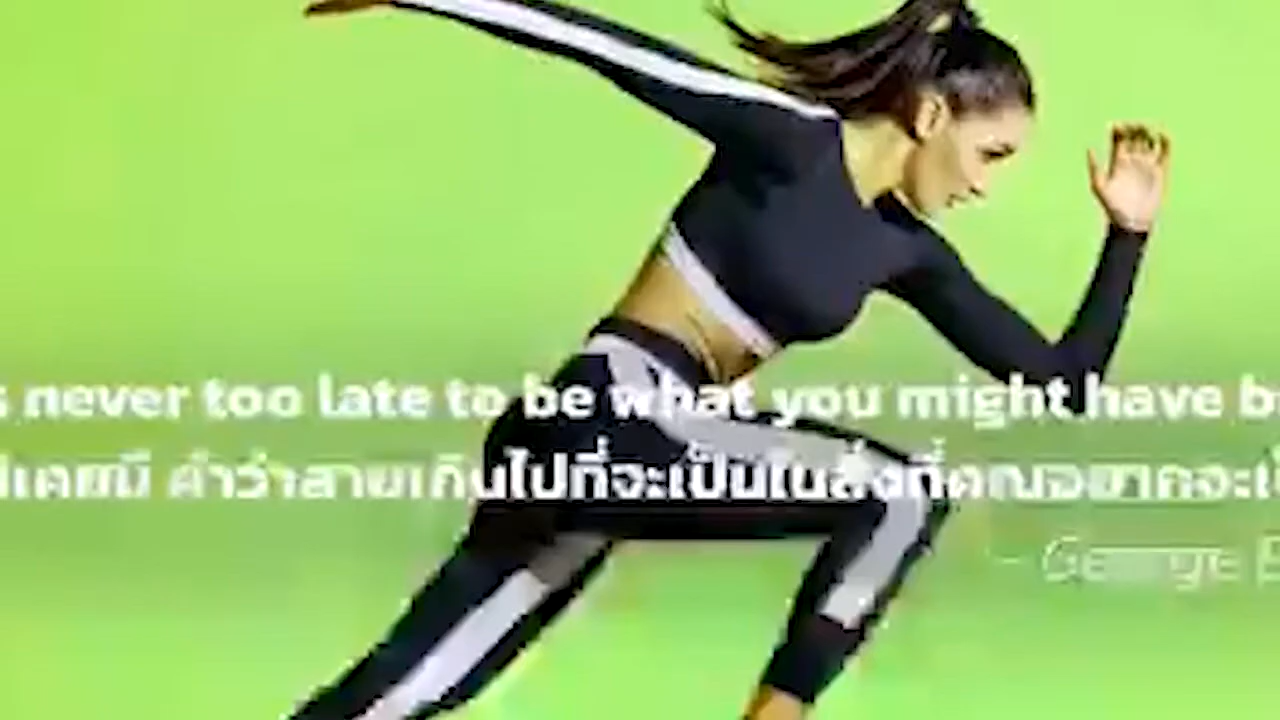 s never too late to be what you might have b
เคยมี คำว่าสายเกินไปที่จะเป็นในสิ่งที่คุณอยากจะเ
- George E